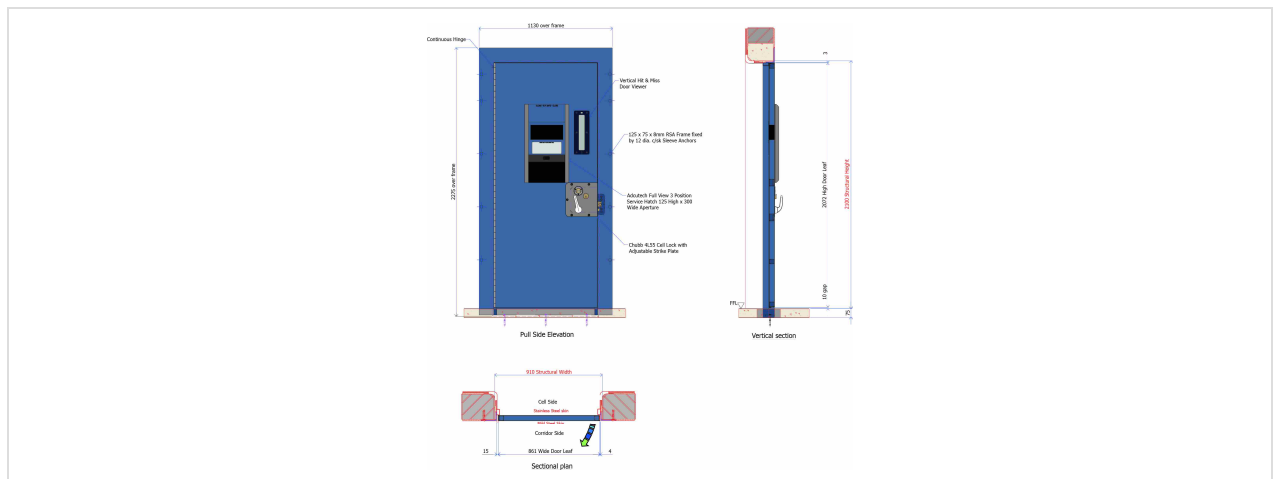 1130 over frame
Continuous Hinge
Vertical Hit & Miss
Door Viewer
125 x 75 x 8mm RSA Frame fixed
by 12 dia. c/sk Sleeve Anchors
2275 over frame
Adcutech Full View 3 Position
Service Hatch 125 High x 300
Wide Aperture
Chubb 4L55 Cell Lock with
Adjustable Strike Plate
Pull Side Elevation
3
2072 High Door Leaf
2100 Structural Height
10 gap
FFL
75
Vertical section
910 Structural Width
Cell Side
Stainless Steel skin
Corridor Side
15
861 Wide Door Leaf
4
Sectional plan